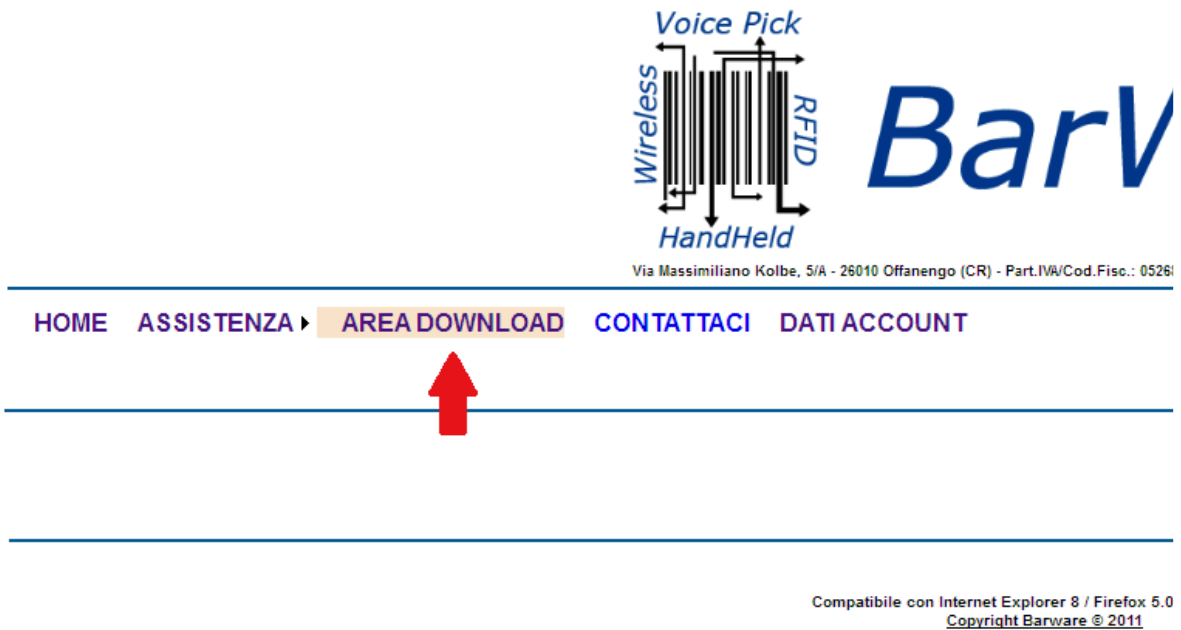 Voice Pick
Wireless
RFID
HandHeld
Bar
Via Massimiliano Kolbe, 5/A - 26010 Offanengo (CR) - Part.IVA/Cod.Fisc.: 0526
HOME ASSISTENZA AREA DOWNLOAD CONTATTACI DATI ACCOUNT
Compatibile con Internet Explorer 8 / Firefox 5.0
Copyright Barware © 2011